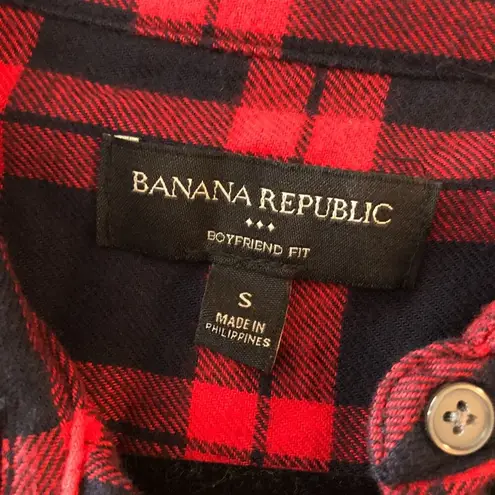 BANANA REPUBLIC
BOYFRIEND FIT
S
MADE IN
PHILIPPINES